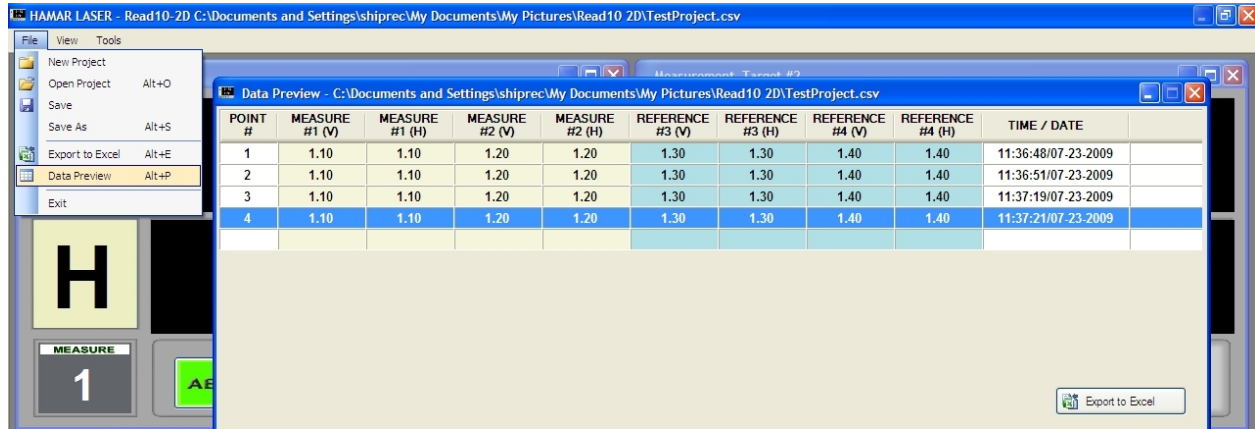 HAMAR LASER - Read10-2D C:\Documents and Settings\shiprec\My Documents\My Pictures\Read10 2D\TestProject.csv
File View Tools
New Project
Open Project Alt+O
Save
Save As Alt+S
Export to Excel Alt+E
Data Preview Alt+P
Exit
Measurement Target #2
Data Preview - C:\Documents and Settings\shiprec\My Documents\My Pictures\Read10 2D\TestProject.csv
POINT # MEASURE #1 (V) MEASURE #1 (H) MEASURE #2 (V) MEASURE #2 (H) REFERENCE #3 (V) REFERENCE #3 (H) REFERENCE #4 (V) REFERENCE #4 (H) TIME / DATE
1 1.10 1.10 1.20 1.20 1.30 1.30 1.40 1.40 11:36:48/07-23-2009
2 1.10 1.10 1.20 1.20 1.30 1.30 1.40 1.40 11:36:51/07-23-2009
3 1.10 1.10 1.20 1.20 1.30 1.30 1.40 1.40 11:37:19/07-23-2009
4 1.10 1.10 1.20 1.20 1.30 1.30 1.40 1.40 11:37:21/07-23-2009
H
MEASURE
1
Export to Excel